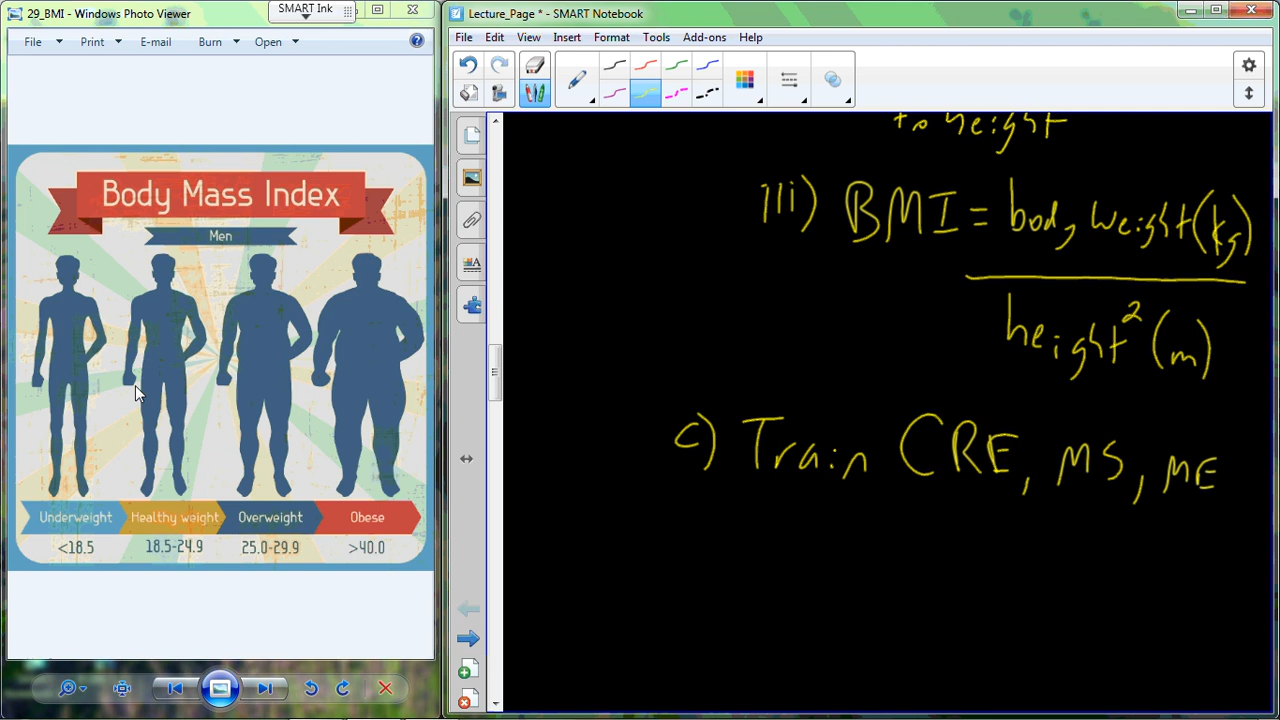 29_BMI - Windows Photo Viewer
SMART Ink
File Print E-mail Burn Open
Body Mass Index
Men
Underweight Healthy weight Overweight Obese
<18.5 18.5-24.9 25.0-29.9 >40.0
Lecture_Page * - SMART Notebook
File Edit View Insert Format Tools Add-ons Help
to height
iii) BMI = body weight (kg)
height² (m)
c) Train CRE, MS, ME